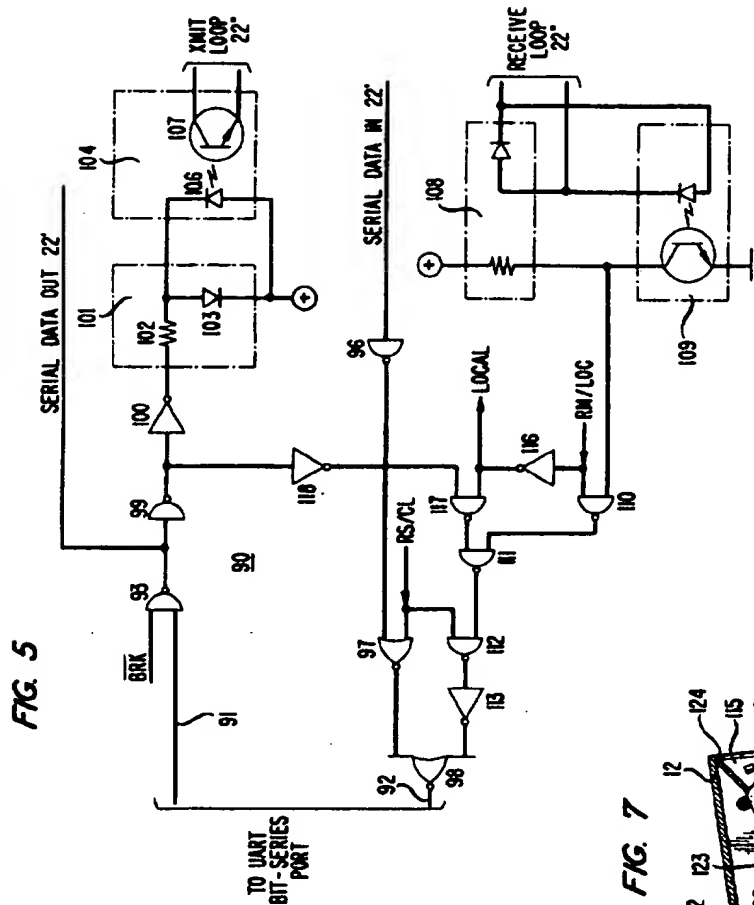 FIG. 5
SERIAL DATA OUT 22'
XMIT
LOOP
22"
104
107
106
101
102
103
100
99
93
BRK
91
90
118
SERIAL DATA IN 22'
96
RECEIVE
LOOP
22"
108
109
LOCAL
RM/LOC
116
117
110
111
RS/CL
97
112
113
98
92
TO UART
BIT-SERIES
PORT
FIG. 7
12
124
115
123